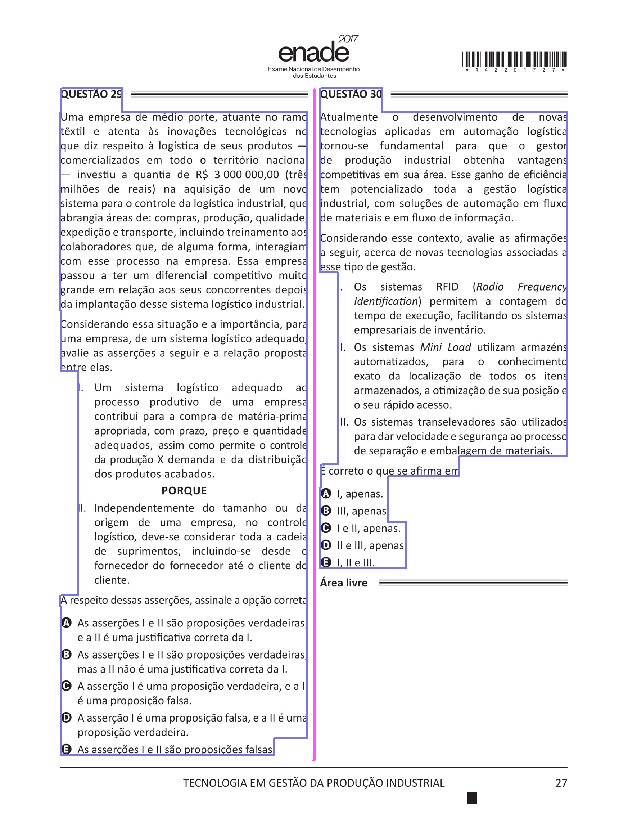 enade 2017
Exame Nacional de Desempenho
dos Estudantes
*R42201727*
QUESTÃO 29
Uma empresa de médio porte, atuante no ramo
têxtil e atenta às inovações tecnológicas no
que diz respeito à logística de seus produtos —
comercializados em todo o território nacional
— investiu a quantia de R$ 3 000 000,00 (três
milhões de reais) na aquisição de um novo
sistema para o controle da logística industrial, que
abrangia áreas de: compras, produção, qualidade,
expedição e transporte, incluindo treinamento aos
colaboradores que, de alguma forma, interagiam
com esse processo na empresa. Essa empresa
passou a ter um diferencial competitivo muito
grande em relação aos seus concorrentes depois
da implantação desse sistema logístico industrial.
Considerando essa situação e a importância, para
uma empresa, de um sistema logístico adequado,
avalie as asserções a seguir e a relação proposta
entre elas.
I. Um sistema logístico adequado ao
processo produtivo de uma empresa
contribui para a compra de matéria-prima
apropriada, com prazo, preço e quantidade
adequados, assim como permite o controle
da produção X demanda e da distribuição
dos produtos acabados.
PORQUE
II. Independentemente do tamanho ou da
origem de uma empresa, no controle
logístico, deve-se considerar toda a cadeia
de suprimentos, incluindo-se desde o
fornecedor do fornecedor até o cliente do
cliente.
A respeito dessas asserções, assinale a opção correta.
A As asserções I e II são proposições verdadeiras,
e a II é uma justificativa correta da I.
B As asserções I e II são proposições verdadeiras,
mas a II não é uma justificativa correta da I.
C A asserção I é uma proposição verdadeira, e a II
é uma proposição falsa.
D A asserção I é uma proposição falsa, e a II é uma
proposição verdadeira.
E As asserções I e II são proposições falsas.
QUESTÃO 30
Atualmente o desenvolvimento de novas
tecnologias aplicadas em automação logística
tornou-se fundamental para que o gestor
de produção industrial obtenha vantagens
competitivas em sua área. Esse ganho de eficiência
tem potencializado toda a gestão logística
industrial, com soluções de automação em fluxo
de materiais e em fluxo de informação.
Considerando esse contexto, avalie as afirmações
a seguir, acerca de novas tecnologias associadas a
esse tipo de gestão.
I. Os sistemas RFID (Radio Frequency
Identification) permitem a contagem do
tempo de execução, facilitando os sistemas
empresariais de inventário.
II. Os sistemas Mini Load utilizam armazéns
automatizados, para o conhecimento
exato da localização de todos os itens
armazenados, a otimização de sua posição e
o seu rápido acesso.
III. Os sistemas transelevadores são utilizados
para dar velocidade e segurança ao processo
de separação e embalagem de materiais.
É correto o que se afirma em
A I, apenas.
B III, apenas.
C I e II, apenas.
D II e III, apenas.
E I, II e III.
Área livre
TECNOLOGIA EM GESTÃO DA PRODUÇÃO INDUSTRIAL 27